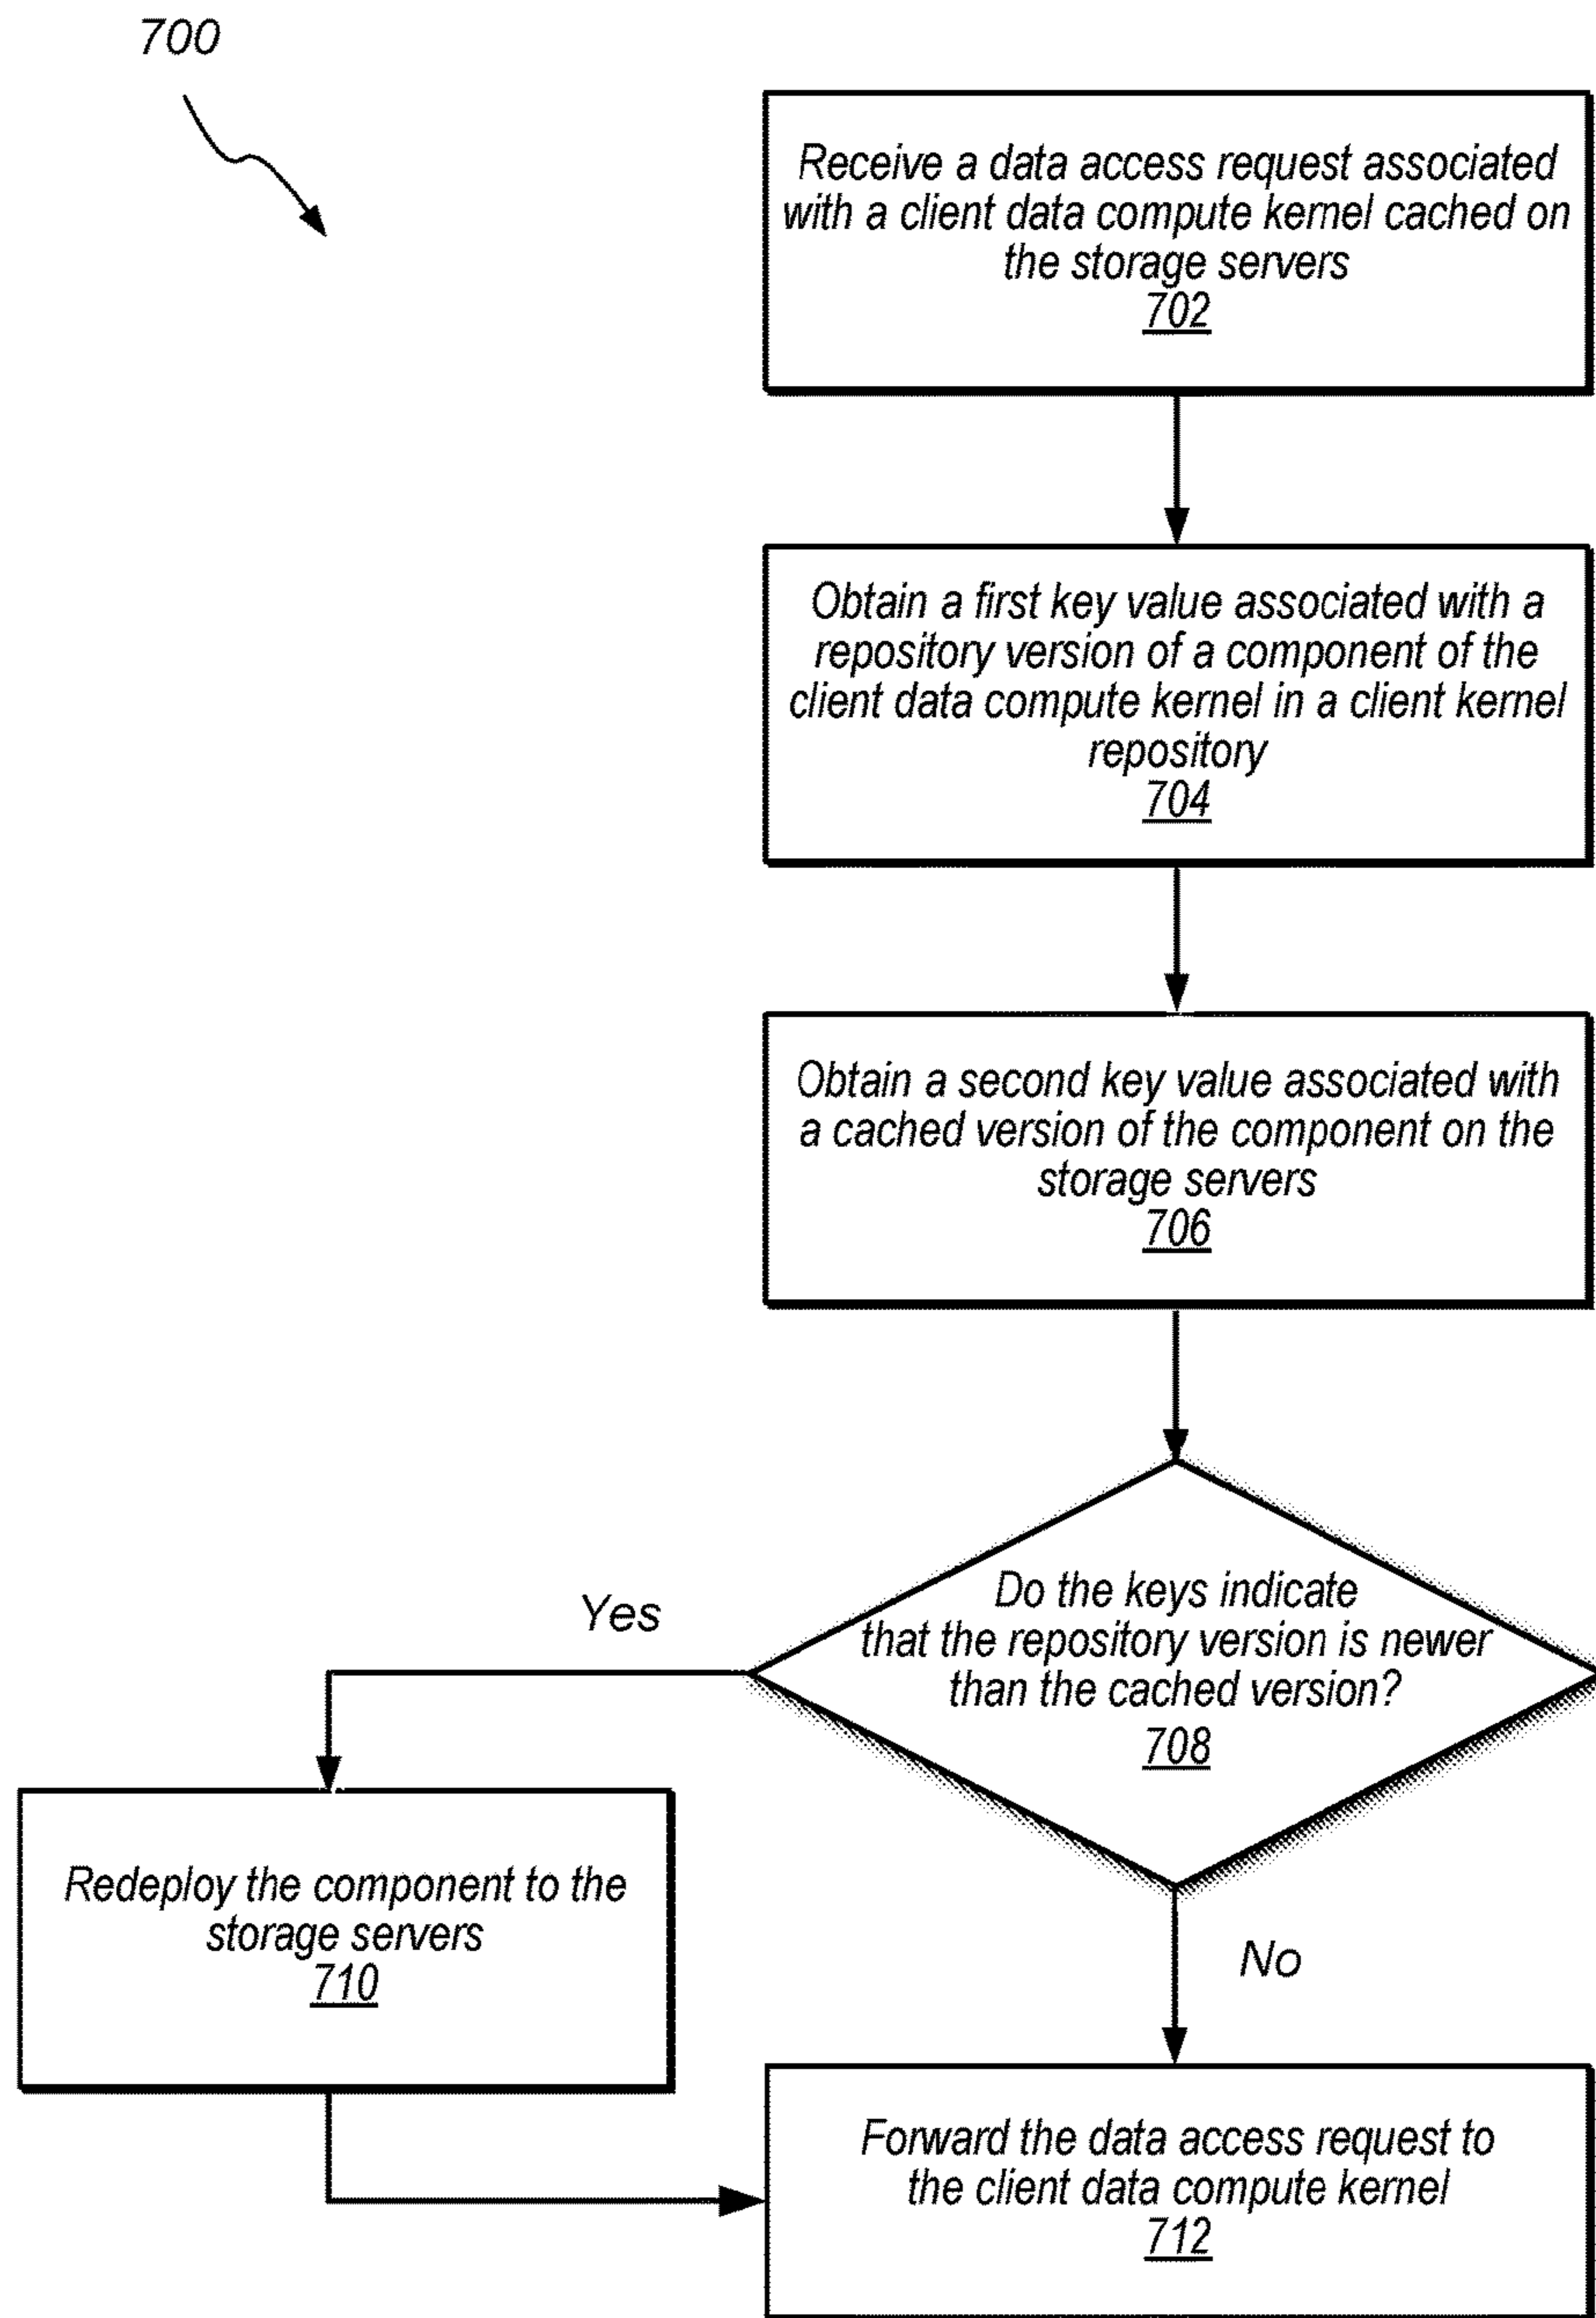 700
Receive a data access request associated
with a client data compute kernel cached on
the storage servers
702
Obtain a first key value associated with a
repository version of a component of the
client data compute kernel in a client kernel
repository
704
Obtain a second key value associated with
a cached version of the component on the
storage servers
706
Do the keys indicate
that the repository version is newer
than the cached version?
708
Yes
No
Redeploy the component to the
storage servers
710
Forward the data access request to
the client data compute kernel
712